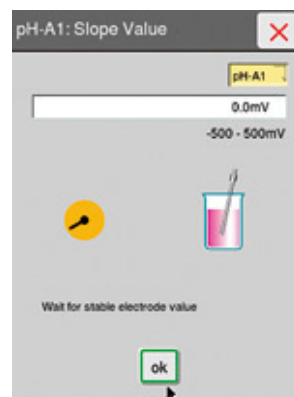 pH-A1: Slope Value
pH-A1
0.0mV
-500 - 500mV
Wait for stable electrode value
ok